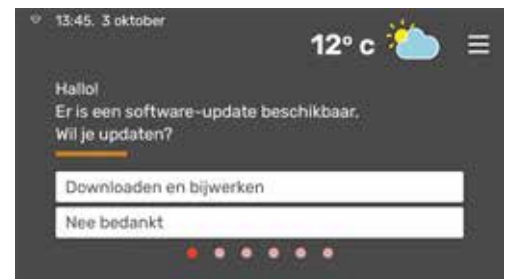 13:45. 3 oktober
12° c
Hallo!
Er is een software-update beschikbaar.
Wil je updaten?
Downloaden en bijwerken
Nee bedankt